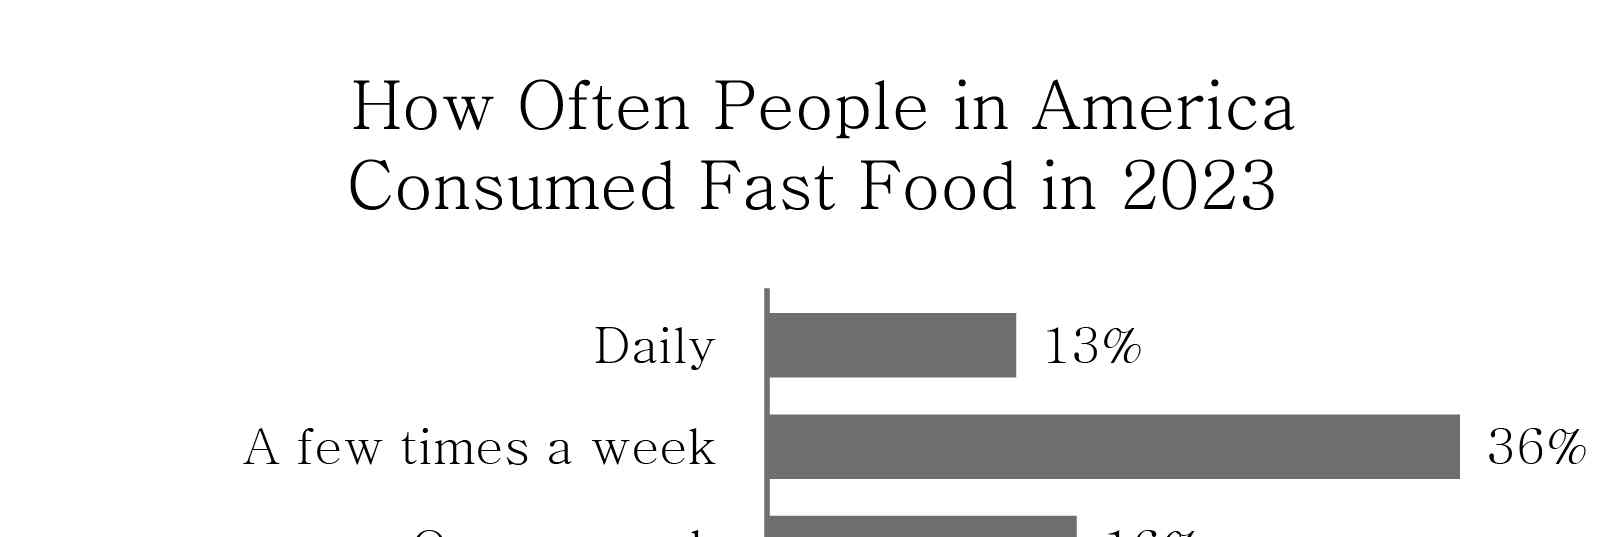 How Often People in America
Consumed Fast Food in 2023
Daily 13%
A few times a week 36%